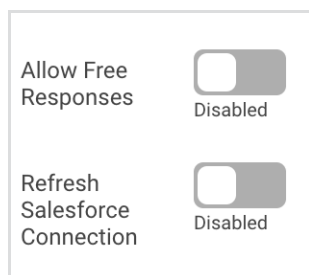 Allow Free
Responses
Disabled
Refresh
Salesforce
Connection
Disabled